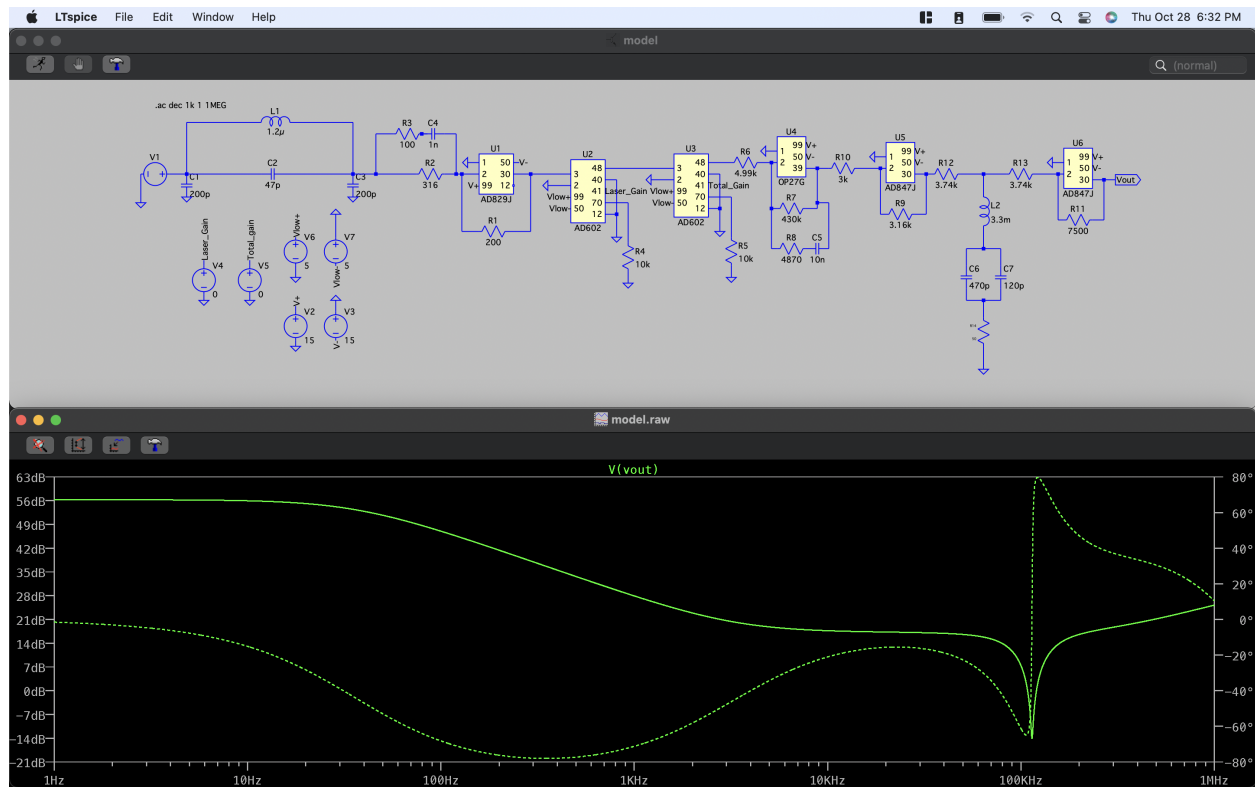 LTspice File Edit Window Help Thu Oct 28 6:32 PM
model
(normal)
.ac dec 1k 1 1MEG
L1
1.2µ
V1
C1
200p
C2
47p
C3
200p
R3
100
C4
1n
R2
316
U1
1 50 V-
2 30
V+ 99 12
AD829J
R1
200
U2
48
3 40
2 41 Laser_Gain
Vlow+ 99 70
Vlow- 50 12
AD602
R4
10k
U3
48
3 40
2 41 Total_Gain
Vlow+ 99 70
Vlow- 50 12
AD602
R5
10k
R6
4.99k
U4
99 V+
1 50 V-
2 39
OP27G
R7
430k
R8
4870
C5
10n
R10
3k
U5
99 V+
1 50 V-
2 30
AD847J
R9
3.16k
R12
3.74k
R13
3.74k
L2
3.3m
C6
470p
C7
120p
U6
99 V+
1 50 V-
2 30
AD847J
R11
7500
Vout
Laser_Gain
V4
0
Total_gain
V5
0
Vlow+
V6
5
V7
5
Vlow-
V+
V2
15
V3
15
V-
model.raw
V(vout)
63dB
56dB
49dB
42dB
35dB
28dB
21dB
14dB
7dB
0dB
-7dB
-14dB
-21dB
80°
60°
40°
20°
0°
-20°
-40°
-60°
-80°
1Hz 10Hz 100Hz 1KHz 10KHz 100KHz 1MHz